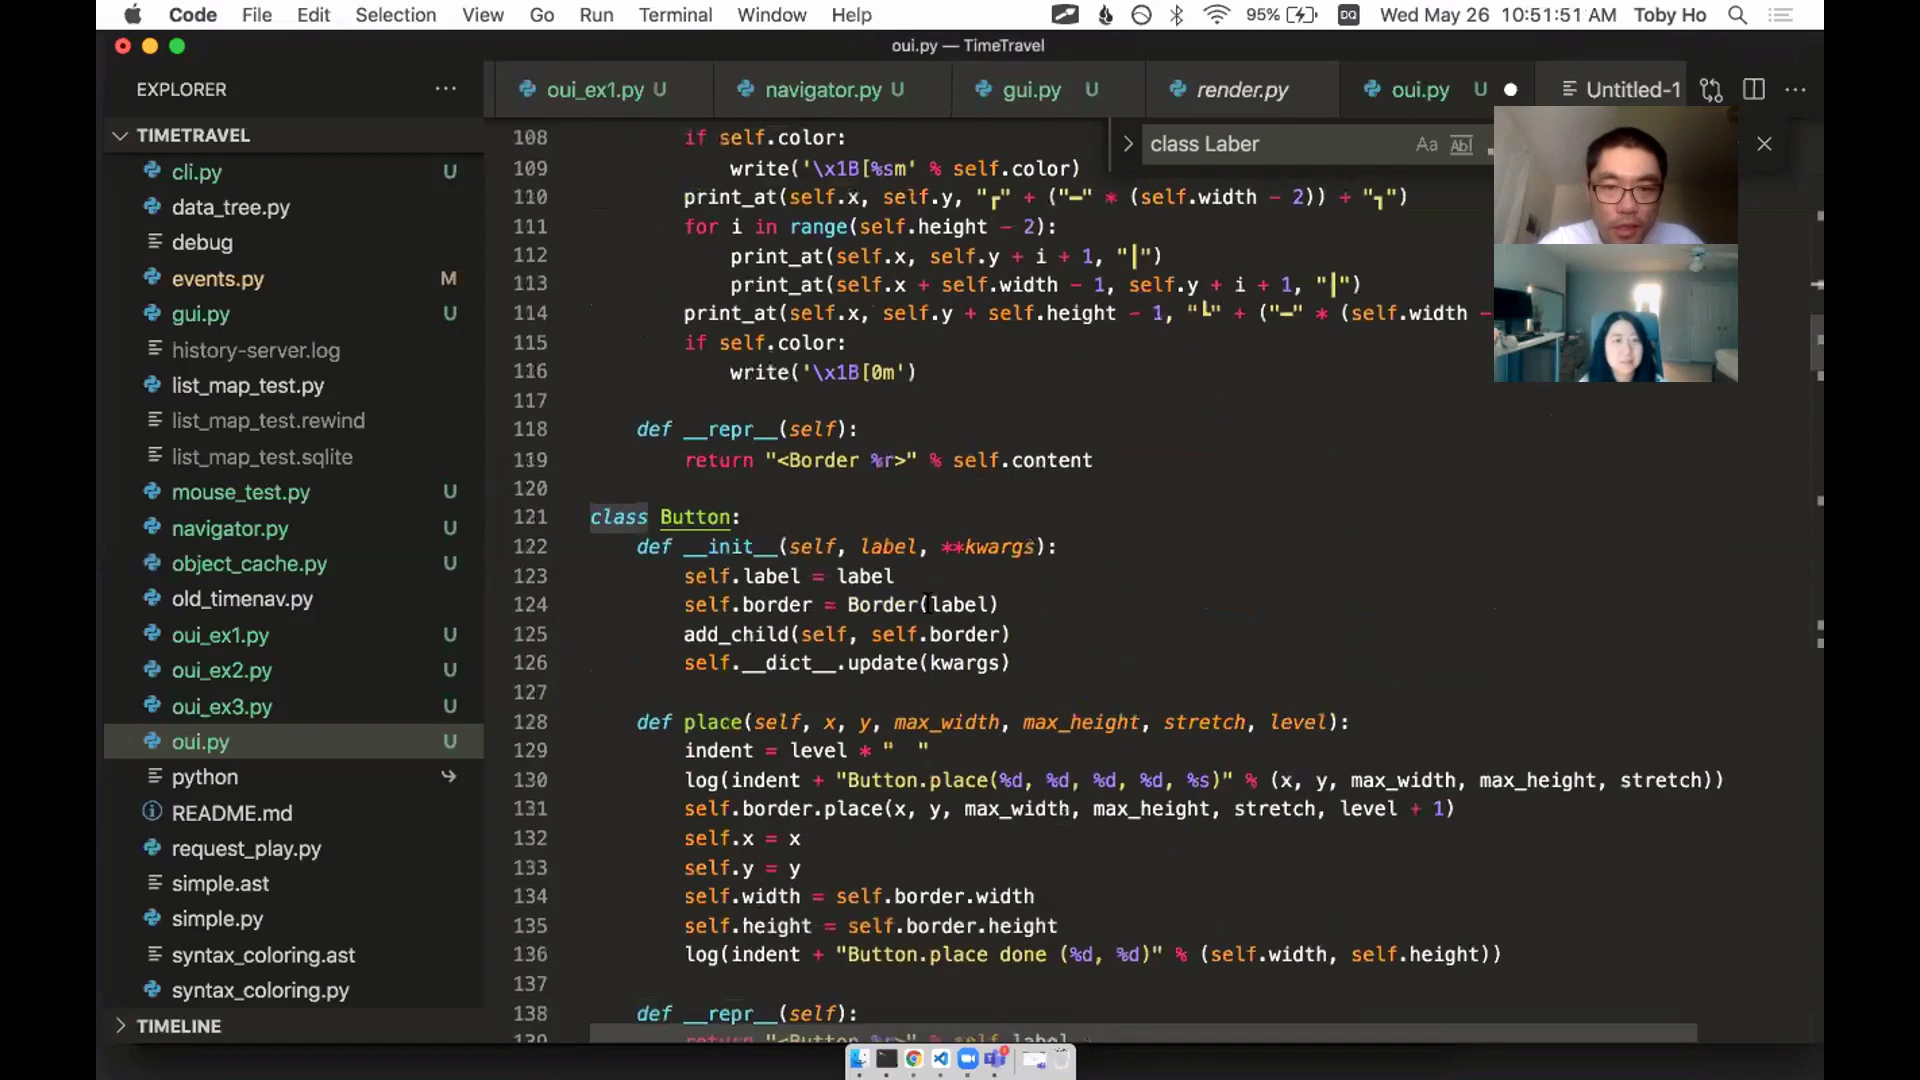 Code File Edit Selection View Go Run Terminal Window Help 95% DQ Wed May 26 10:51:51 AM Toby Ho
oui.py — TimeTravel
EXPLORER
oui_ex1.py U navigator.py U gui.py U render.py oui.py U Untitled-1
TIMETRAVEL
class Laber Aa Abl
cli.py U
data_tree.py
debug
events.py M
gui.py U
history-server.log
list_map_test.py
list_map_test.rewind
list_map_test.sqlite
mouse_test.py U
navigator.py U
object_cache.py U
old_timenav.py
oui_ex1.py U
oui_ex2.py U
oui_ex3.py U
oui.py U
python
README.md
request_play.py
simple.ast
simple.py
syntax_coloring.ast
syntax_coloring.py
TIMELINE
108 if self.color:
109 write('\x1B[%sm' % self.color)
110 print_at(self.x, self.y, "┏" + ("━" * (self.width - 2)) + "┓")
111 for i in range(self.height - 2):
112 print_at(self.x, self.y + i + 1, "┃")
113 print_at(self.x + self.width - 1, self.y + i + 1, "┃")
114 print_at(self.x, self.y + self.height - 1, "┗" + ("━" * (self.width -
115 if self.color:
116 write('\x1B[0m')
117
118 def __repr__(self):
119 return "<Border %r>" % self.content
120
121 class Button:
122 def __init__(self, label, **kwargs):
123 self.label = label
124 self.border = Border(label)
125 add_child(self, self.border)
126 self.__dict__.update(kwargs)
127
128 def place(self, x, y, max_width, max_height, stretch, level):
129 indent = level * "  "
130 log(indent + "Button.place(%d, %d, %d, %d, %s)" % (x, y, max_width, max_height, stretch))
131 self.border.place(x, y, max_width, max_height, stretch, level + 1)
132 self.x = x
133 self.y = y
134 self.width = self.border.width
135 self.height = self.border.height
136 log(indent + "Button.place done (%d, %d)" % (self.width, self.height))
137
138 def __repr__(self):
139 return "<Button %r>" % self.label